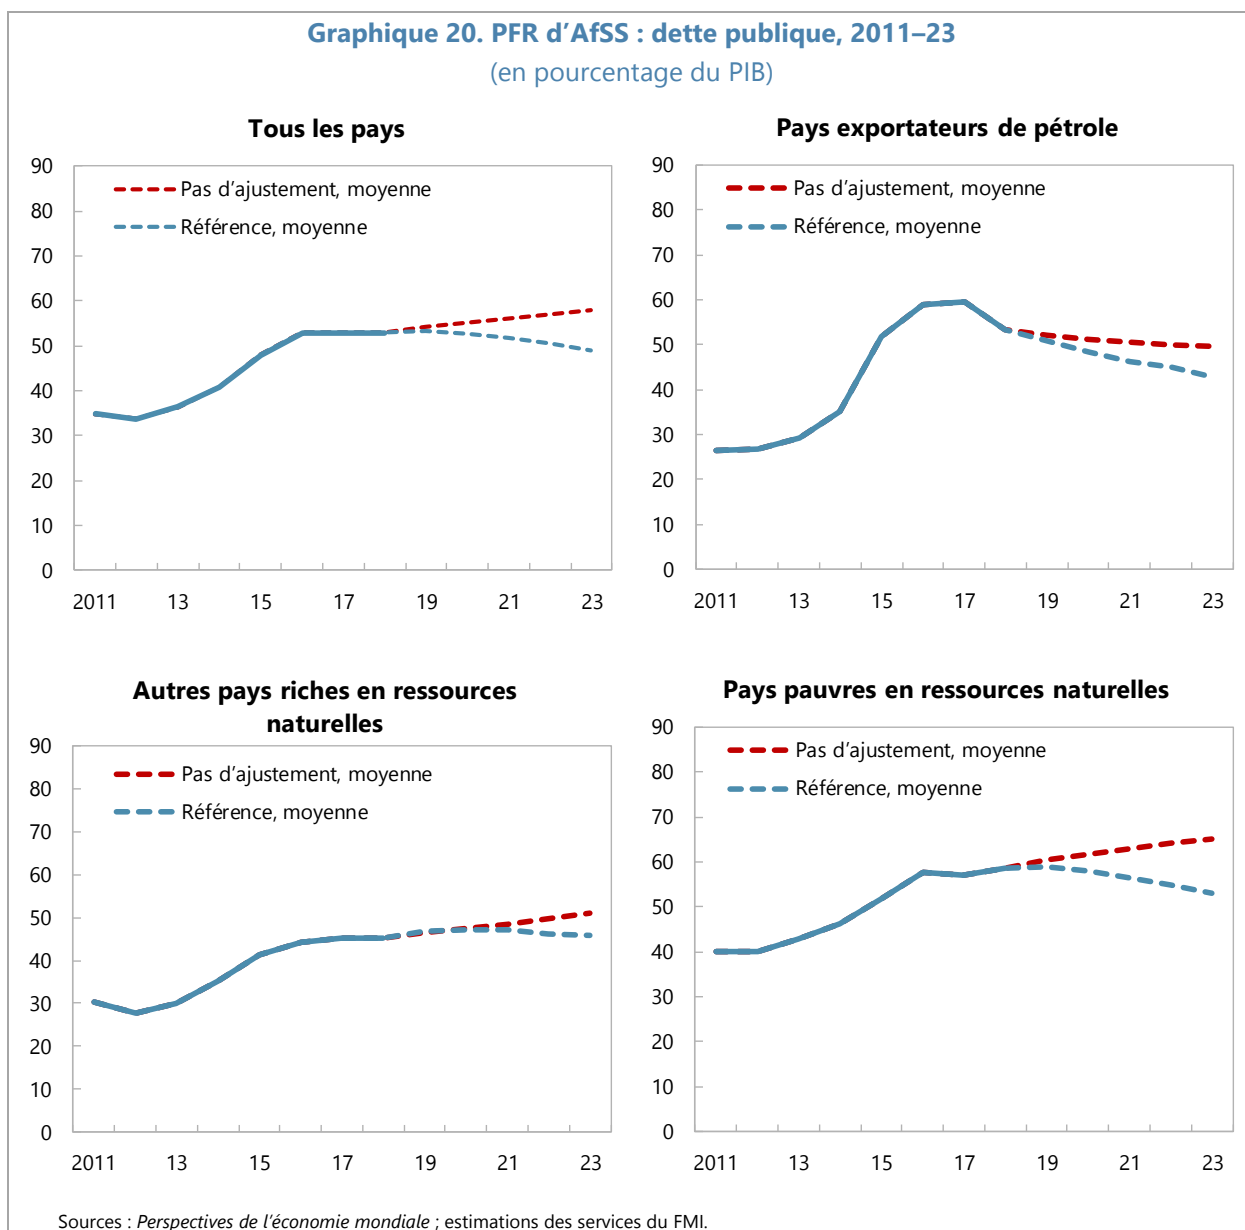 Graphique 20. PFR d’AfSS : dette publique, 2011–23
(en pourcentage du PIB)
Tous les pays
90
80
70
60
50
40
30
20
10
0
Pas d’ajustement, moyenne
Référence, moyenne
2011 13 15 17 19 21 23
Pays exportateurs de pétrole
90
80
70
60
50
40
30
20
10
0
Pas d’ajustement, moyenne
Référence, moyenne
2011 13 15 17 19 21 23
Autres pays riches en ressources
naturelles
90
80
70
60
50
40
30
20
10
0
Pas d’ajustement, moyenne
Référence, moyenne
2011 13 15 17 19 21 23
Pays pauvres en ressources naturelles
90
80
70
60
50
40
30
20
10
0
Pas d’ajustement, moyenne
Référence, moyenne
2011 13 15 17 19 21 23
Sources : Perspectives de l’économie mondiale ; estimations des services du FMI.